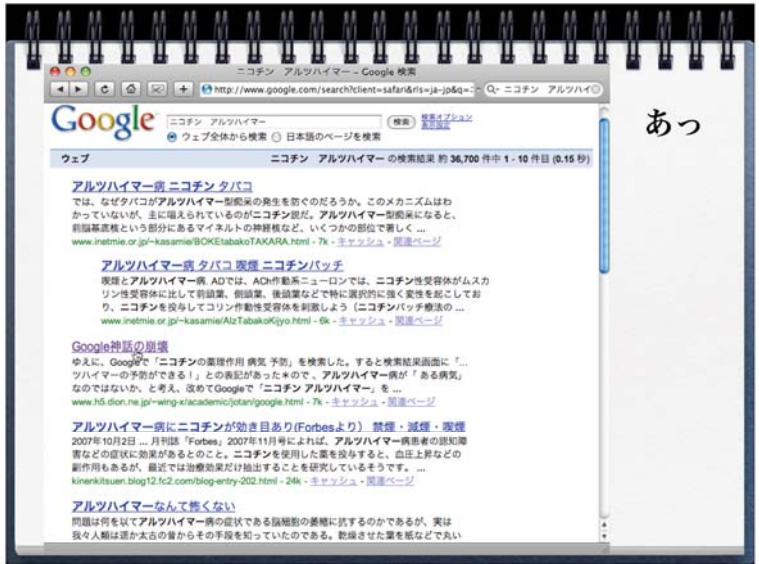 ニコチン　アルツハイマー - Google 検索
http://www.google.com/search?client=safari&rls=ja-jp&q=
ニコチン　アルツハイ
あっ
Google
ニコチン　アルツハイマー
検索
検索オプション
表示設定
ウェブ全体から検索 日本語のページを検索
ウェブ
ニコチン　アルツハイマー の検索結果 約 36,700 件中 1 - 10 件目 (0.15 秒)
アルツハイマー病 ニコチン タバコ
では、なぜタバコがアルツハイマー型痴呆の発生を防ぐのだろうか。このメカニズムはわ
かっていないが、主に唱えられているのがニコチン説だ。アルツハイマー型痴呆になると、
前脳基底核という部分にあるマイネルトの神経核など、いくつかの部位で著しく ...
www.inetmie.or.jp/~kasamie/BOKEtabakoTAKARA.html - 7k - キャッシュ - 関連ページ
アルツハイマー病 タバコ 喫煙 ニコチンパッチ
喫煙とアルツハイマー病. ADでは、ACh作動系ニューロンでは、ニコチン性受容体がムスカ
リン性受容体に比して前頭葉、側頭葉、後頭葉などで特に選択的に強く変性を起こしてお
り、ニコチンを投与してコリン作動性受容体を刺激しよう（ニコチンパッチ療法の ...
www.inetmie.or.jp/~kasamie/AlzTabakoKijyo.html - 6k - キャッシュ - 関連ページ
Google神話の崩壊
ゆえに、Googleで「ニコチンの薬理作用 病気 予防」を検索した。すると検索結果画面に「...
ツハイマーの予防ができる！」との表記があった＊ので 、アルツハイマー病が「 ある病気」
なのではないか、と考え、改めてGoogleで「ニコチン アルツハイマー」を ...
www.h5.dion.ne.jp/~wing-x/academic/jotan/google.html - 7k - キャッシュ - 関連ページ
アルツハイマー病にニコチンが効き目あり(Forbesより） 禁煙・減煙・喫煙
2007年10月2日 ... 月刊誌「Forbes」2007年11月号によれば、アルツハイマー病患者の認知障
害などの症状に効果があるとのこと。ニコチンを使用した薬を投与すると、血圧上昇などの
副作用もあるが、最近では治療効果だけ抽出することを研究しているそうです。 ...
kinenkitsuen.blog12.fc2.com/blog-entry-202.html - 24k - キャッシュ - 関連ページ
アルツハイマーなんて怖くない
問題は何を以てアルツハイマー病の症状である脳細胞の萎縮に抗するのかであるが、実は
我々人類は遥か太古の昔からその手段を知っていたのである。乾燥させた葉を紙などで丸い